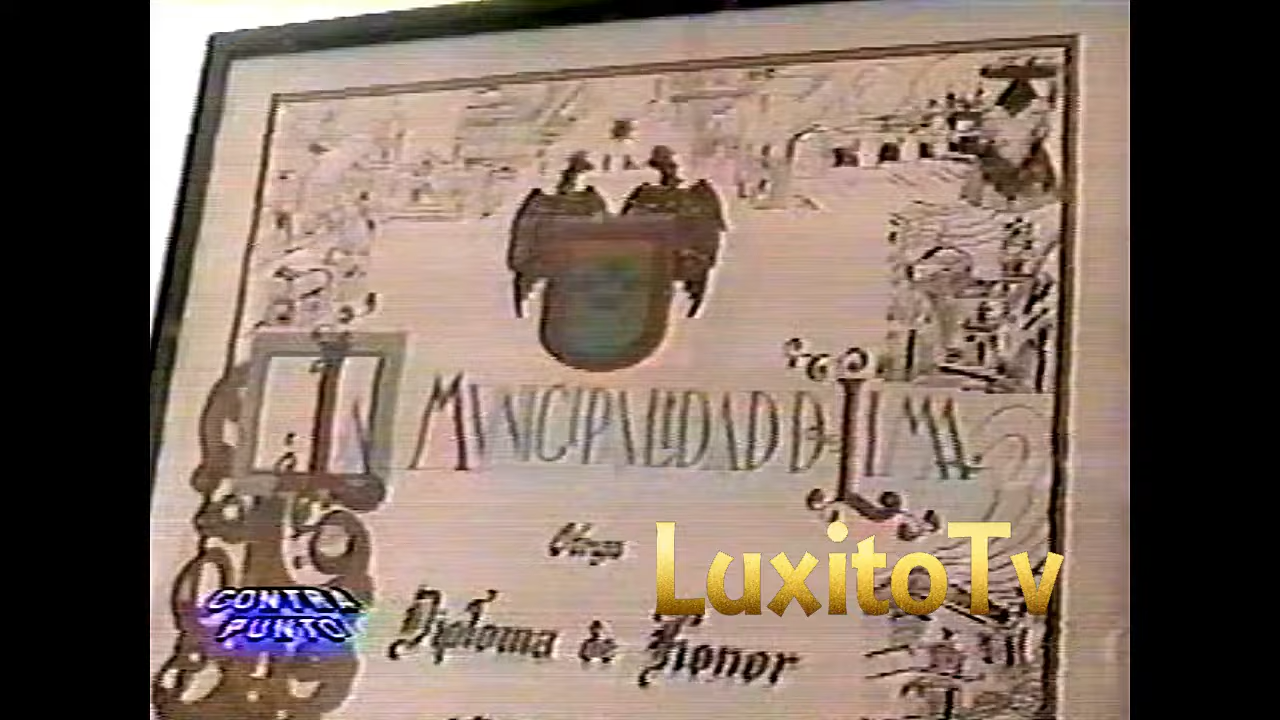 LA MUNICIPALIDAD DE LIMA
Otorga
LuxitoTv
Diploma de Honor
CONTRA
PUNTO